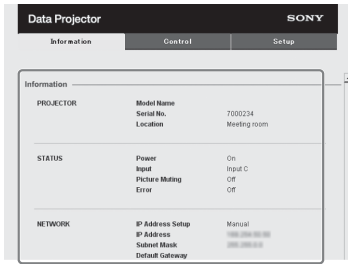 Data Projector
SONY
Information Control Setup
Information
PROJECTOR Model Name
Serial No. 7000234
Location Meeting room
STATUS Power On
Input Input C
Picture Muting Off
Error Off
NETWORK IP Address Setup Manual
IP Address
Subnet Mask
Default Gateway